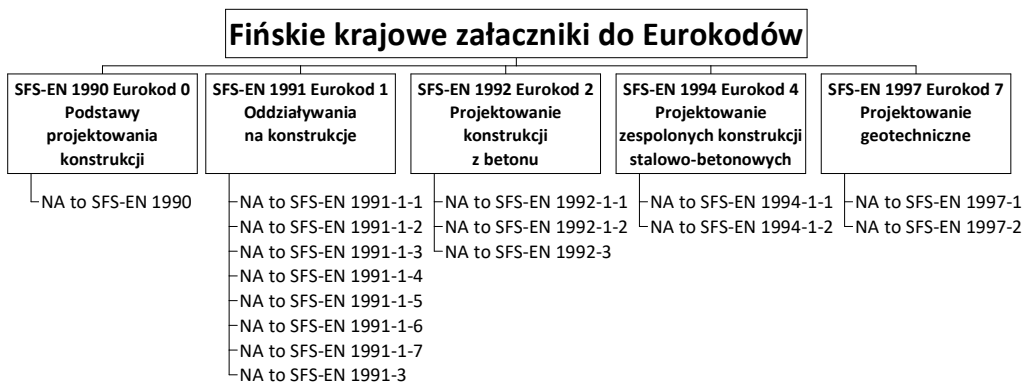 Fińskie krajowe załaczniki do Eurokodów
SFS-EN 1990 Eurokod 0
Podstawy
projektowania
konstrukcji
NA to SFS-EN 1990
SFS-EN 1991 Eurokod 1
Oddziaływania
na konstrukcje
NA to SFS-EN 1991-1-1
NA to SFS-EN 1991-1-2
NA to SFS-EN 1991-1-3
NA to SFS-EN 1991-1-4
NA to SFS-EN 1991-1-5
NA to SFS-EN 1991-1-6
NA to SFS-EN 1991-1-7
NA to SFS-EN 1991-3
SFS-EN 1992 Eurokod 2
Projektowanie
konstrukcji
z betonu
NA to SFS-EN 1992-1-1
NA to SFS-EN 1992-1-2
NA to SFS-EN 1992-3
SFS-EN 1994 Eurokod 4
Projektowanie
zespolonych konstrukcji
stalowo-betonowych
NA to SFS-EN 1994-1-1
NA to SFS-EN 1994-1-2
SFS-EN 1997 Eurokod 7
Projektowanie
geotechniczne
NA to SFS-EN 1997-1
NA to SFS-EN 1997-2